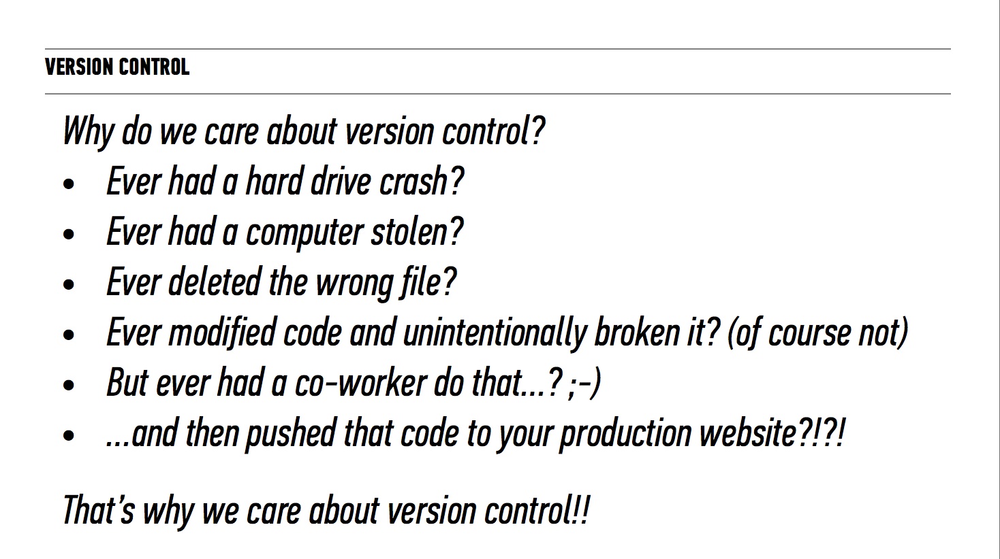 VERSION CONTROL
Why do we care about version control?
• Ever had a hard drive crash?
• Ever had a computer stolen?
• Ever deleted the wrong file?
• Ever modified code and unintentionally broken it? (of course not)
• But ever had a co-worker do that...? ;-)
• ...and then pushed that code to your production website?!?!
That's why we care about version control!!